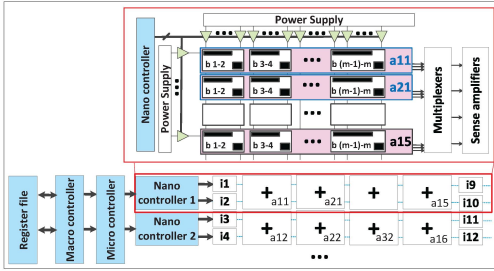 Power Supply
Nano controller
Power Supply
b 1-2
b 3-4
b (m-1)-m
a11
b 1-2
b 3-4
b (m-1)-m
a21
b 1-2
b 3-4
b (m-1)-m
a15
Multiplexers
Sense amplifiers
Register file
Macro controller
Micro controller
Nano
controller 1
i1
i2
+ a11
+ a21
+
+ a15
i9
i10
Nano
controller 2
i3
i4
+ a12
+ a22
+ a32
+ a16
i11
i12